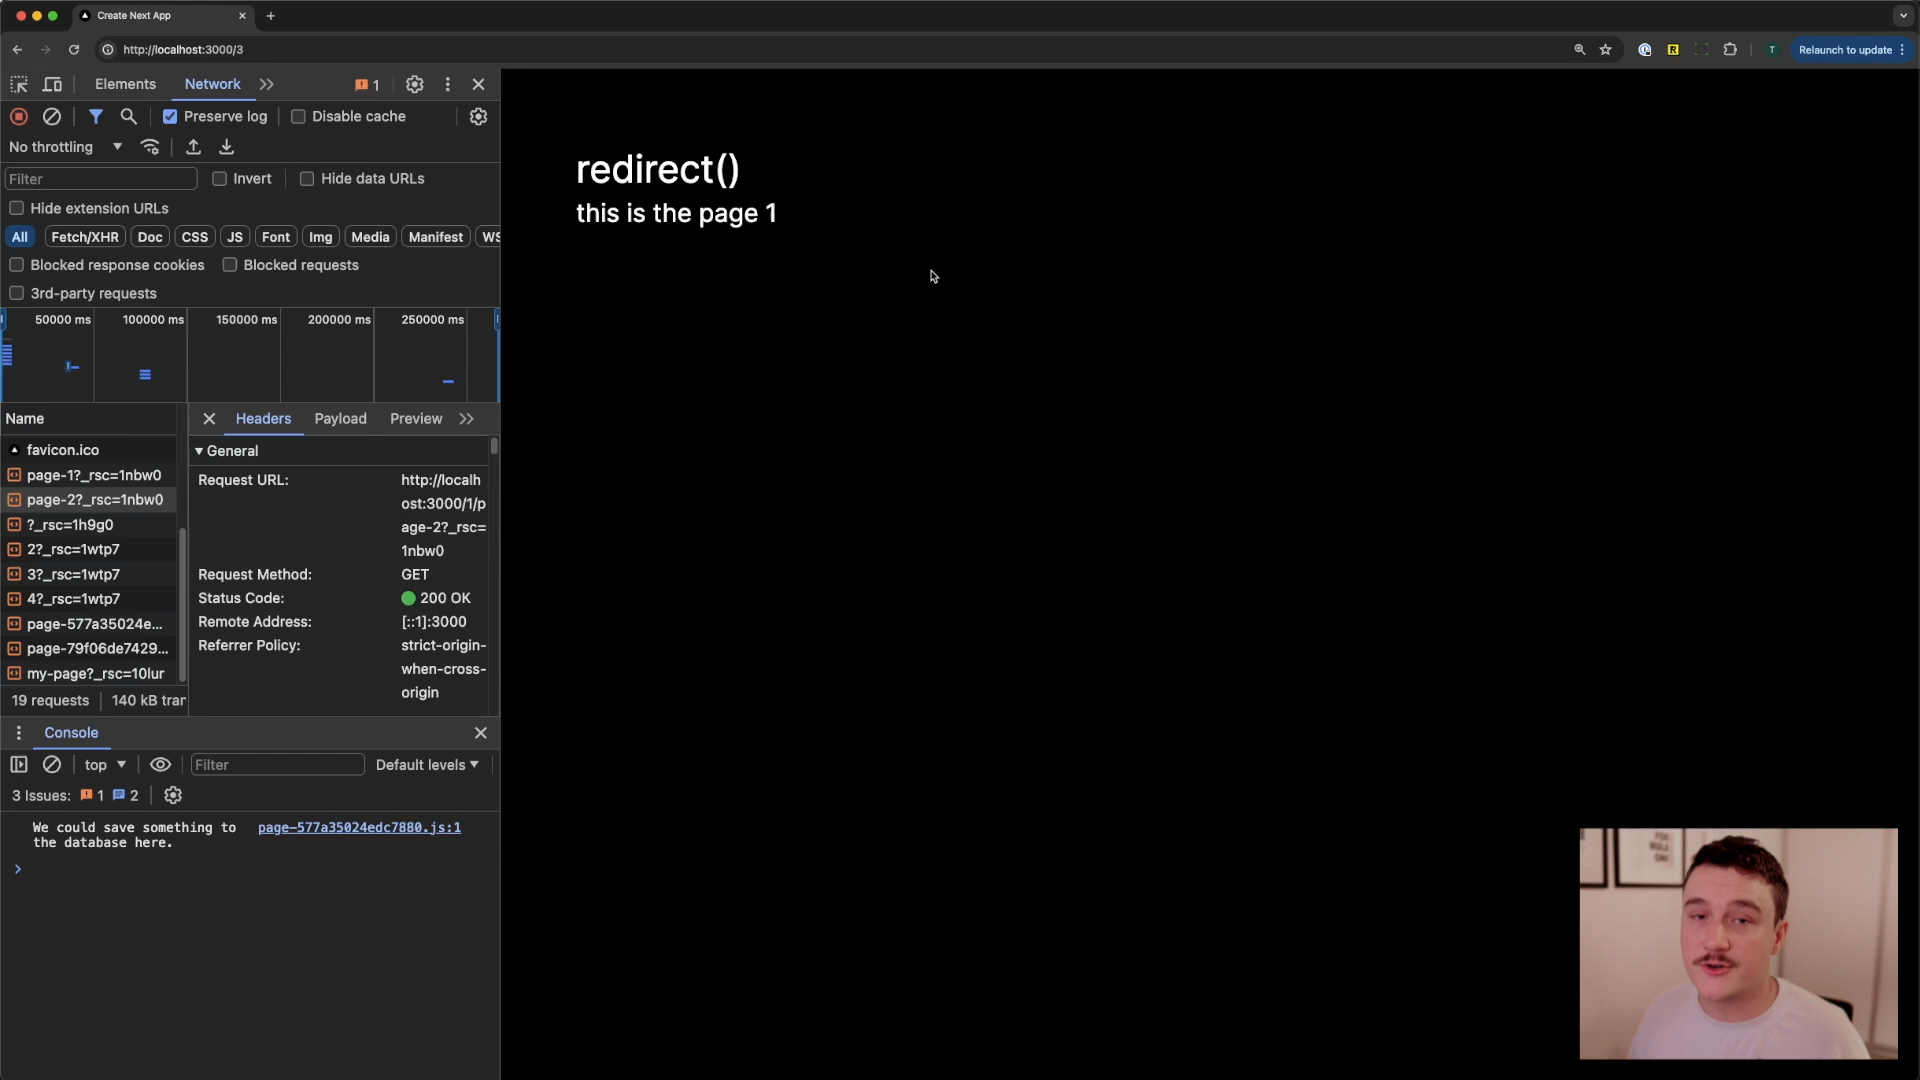 Create Next App
http://localhost:3000/3
T
Relaunch to update
Elements
Network
1
Preserve log
Disable cache
No throttling
Filter
Invert
Hide data URLs
Hide extension URLs
All
Fetch/XHR
Doc
CSS
JS
Font
Img
Media
Manifest
WS
Blocked response cookies
Blocked requests
3rd-party requests
50000 ms
100000 ms
150000 ms
200000 ms
250000 ms
Name
Headers
Payload
Preview
favicon.ico
page-1?_rsc=1nbw0
page-2?_rsc=1nbw0
?_rsc=1h9g0
2?_rsc=1wtp7
3?_rsc=1wtp7
4?_rsc=1wtp7
page-577a35024e...
page-79f06de7429...
my-page?_rsc=10lur
General
Request URL:
http://localh
ost:3000/1/p
age-2?_rsc=
1nbw0
Request Method:
GET
Status Code:
200 OK
Remote Address:
[::1]:3000
Referrer Policy:
strict-origin-
when-cross-
origin
19 requests
140 kB tran
Console
top
Filter
Default levels
3 Issues:
1
2
We could save something to
the database here.
page-577a35024edc7880.js:1
redirect()
this is the page 1